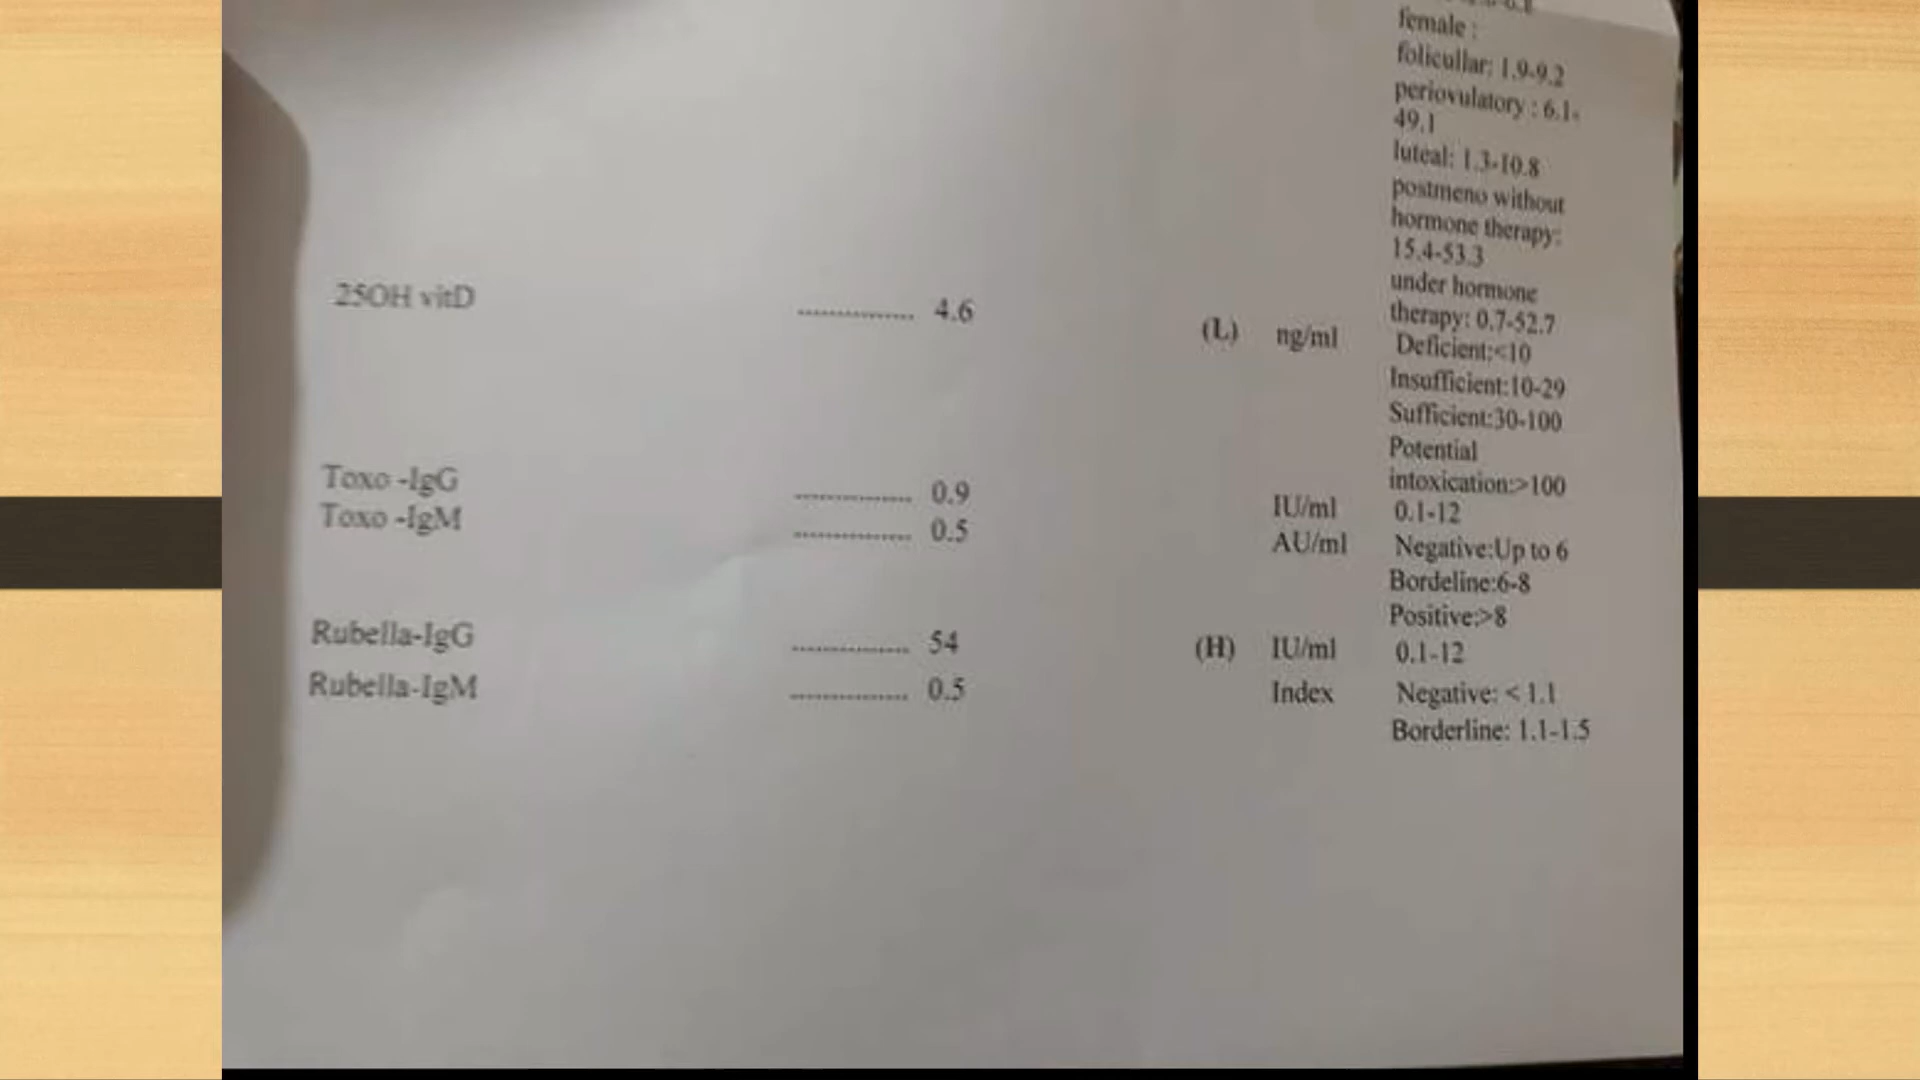 female :
folicullar: 1.9-9.2
periovulatory : 6.1-
49.1
luteal: 1.3-10.8
postmeno without
hormone therapy:
15.4-53.3
under hormone
therapy: 0.7-52.7
25OH vitD .............. 4.6 (L) ng/ml Deficient:<10
Insufficient:10-29
Sufficient:30-100
Potential
intoxication:>100
Toxo -IgG .............. 0.9 IU/ml 0.1-12
Toxo -IgM .............. 0.5 AU/ml Negative:Up to 6
Bordeline:6-8
Positive:>8
Rubella-IgG .............. 54 (H) IU/ml 0.1-12
Rubella-IgM .............. 0.5 Index Negative: < 1.1
Borderline: 1.1-1.5